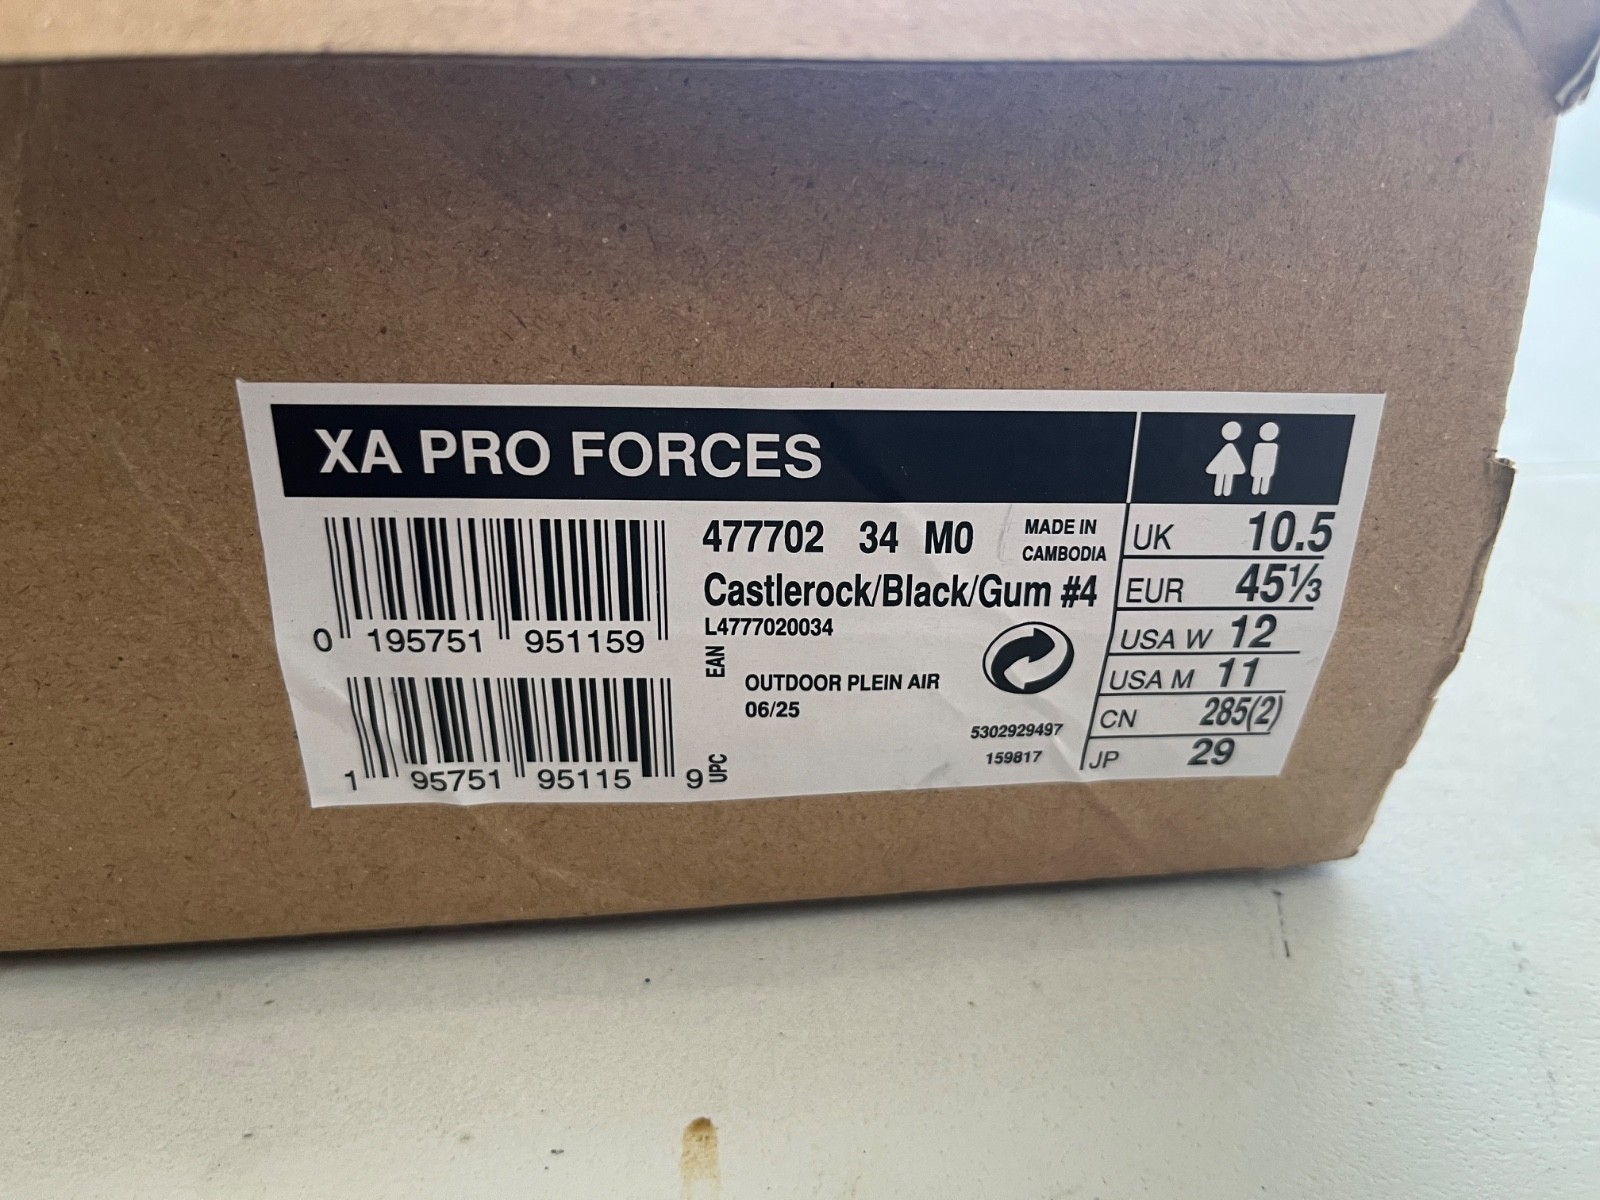 XA PRO FORCES
477702 34 M0
MADE IN
CAMBODIA
Castlerock/Black/Gum #4
L4777020034
0 195751 951159
EAN
OUTDOOR PLEIN AIR
06/25
5302929497
159817
1 95751 95115 9
UPC
UK 10.5
EUR 45⅓
USA W 12
USA M 11
CN 285(2)
JP 29